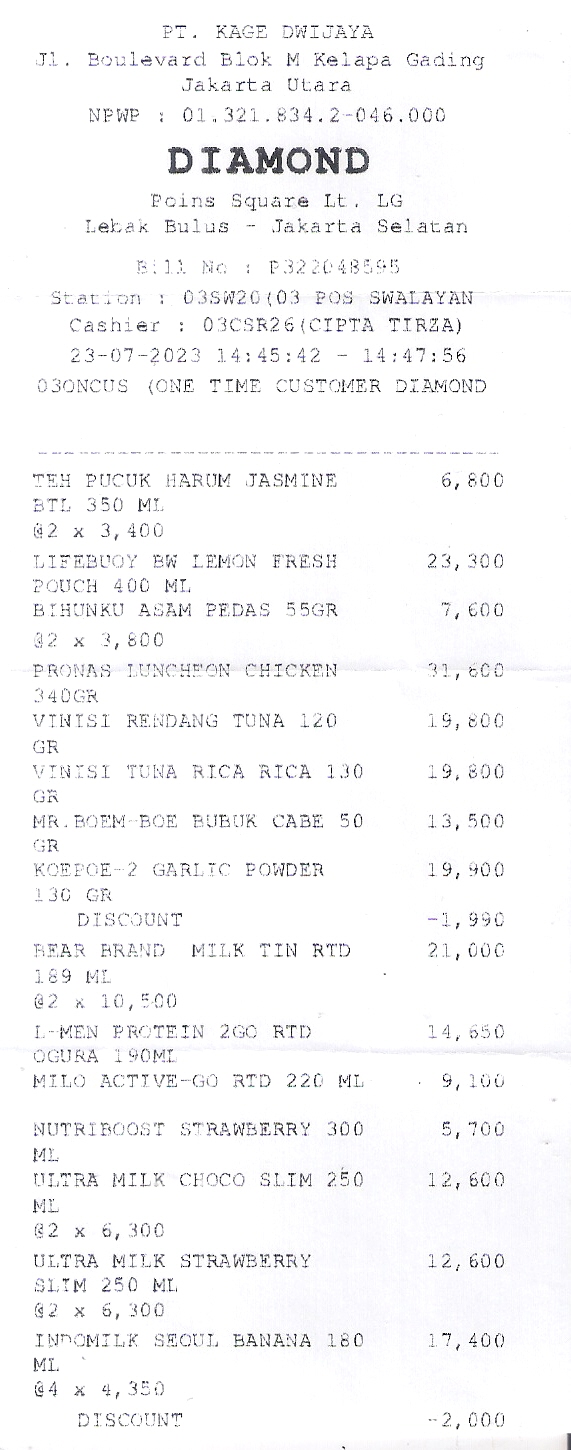 PT. KAGE DWIJAYA
Jl. Boulevard Blok M Kelapa Gading
Jakarta Utara
NPWP : 01.321.834.2-046.000
DIAMOND
Poins Square Lt. LG
Lebak Bulus - Jakarta Selatan
Bill No : P322048595
Station : 03SW20(03 POS SWALAYAN
Cashier : 03CSR26(CIPTA TIRZA)
23-07-2023 14:45:42 - 14:47:56
03ONCUS (ONE TIME CUSTOMER DIAMOND
-----------------------------------
TEH PUCUK HARUM JASMINE 6,800
BTL 350 ML
@2 x 3,400
LIFEBUOY BW LEMON FRESH 23,300
POUCH 400 ML
BIHUNKU ASAM PEDAS 55GR 7,600
@2 x 3,800
PRONAS LUNCHEON CHICKEN 31,600
340GR
VINISI RENDANG TUNA 120 19,800
GR
VINISI TUNA RICA RICA 130 19,800
GR
MR.BOEM-BOE BUBUK CABE 50 13,500
GR
KOEPOE-2 GARLIC POWDER 19,900
130 GR
DISCOUNT -1,990
BEAR BRAND MILK TIN RTD 21,000
189 ML
@2 x 10,500
L-MEN PROTEIN 2GO RTD 14,650
OGURA 190ML
MILO ACTIVE-GO RTD 220 ML 9,100
NUTRIBOOST STRAWBERRY 300 5,700
ML
ULTRA MILK CHOCO SLIM 250 12,600
ML
@2 x 6,300
ULTRA MILK STRAWBERRY 12,600
SLIM 250 ML
@2 x 6,300
INDOMILK SEOUL BANANA 180 17,400
ML
@4 x 4,350
DISCOUNT -2,000